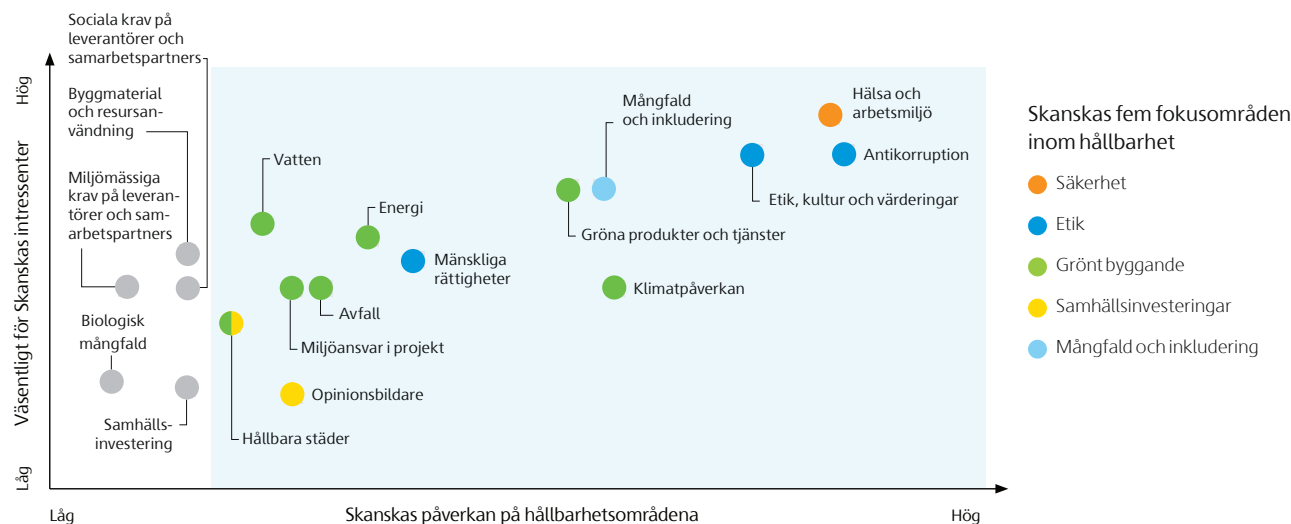 Sociala krav på
leverantörer och
samarbetspartners
Byggmaterial
och resursan-
vändning
Miljömässiga
krav på leveran-
törer och sam-
arbetspartners
Biologisk
mångfald
Samhälls-
investering
Vatten
Energi
Mänskliga
rättigheter
Avfall
Miljöansvar i projekt
Opinionsbildare
Hållbara städer
Mångfald
och inkludering
Gröna produkter och tjänster
Klimatpåverkan
Hälsa och
arbetsmiljö
Antikorruption
Etik, kultur och värderingar
Hög
Väsentligt för Skanskas intressenter
Låg
Låg
Skanskas påverkan på hållbarhetsområdena
Hög
Skanskas fem fokusområden
inom hållbarhet
Säkerhet
Etik
Grönt byggande
Samhällsinvesteringar
Mångfald och inkludering